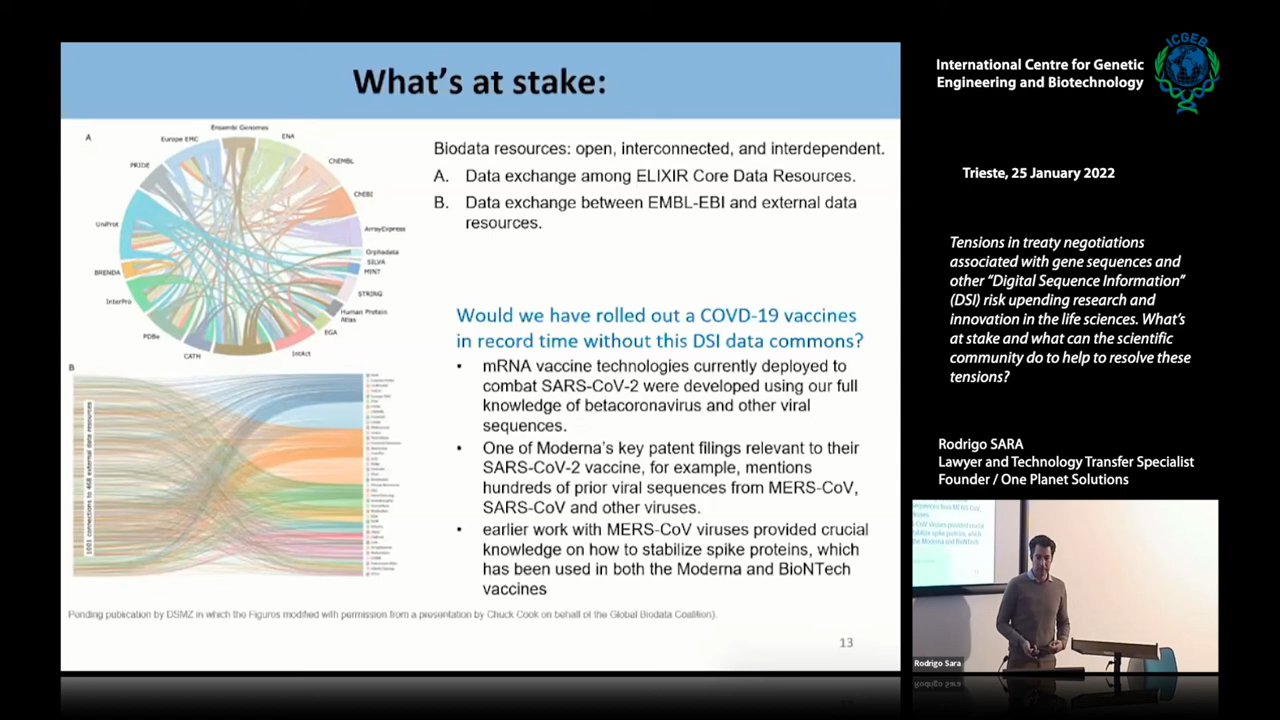 What's at stake:
A
Ensembl Genomes
ENA
Europe EMC
ChEMBL
PRIDE
ChEBI
UniProt
ArrayExpress
Orphadata
SILVA
BRENDA
MINT
STRING
InterPro
Human Protein
Atlas
PDBe
EGA
CATH
IntAct
B
1001 connections to 468 external data resources
Biodata resources: open, interconnected, and interdependent.
A. Data exchange among ELIXIR Core Data Resources.
B. Data exchange between EMBL-EBI and external data
resources.
Would we have rolled out a COVD-19 vaccines
in record time without this DSI data commons?
• mRNA vaccine technologies currently deployed to
combat SARS-CoV-2 were developed using our full
knowledge of betacoronavirus and other viral
sequences.
• One of Moderna's key patent filings relevant to their
SARS-CoV-2 vaccine, for example, mentions
hundreds of prior viral sequences from MERS-CoV,
SARS-CoV and other viruses.
• earlier work with MERS-CoV viruses provided crucial
knowledge on how to stabilize spike proteins, which
has been used in both the Moderna and BioNTech
vaccines
Pending publication by DSMZ in which the Figures modified with permission from a presentation by Chuck Cook on behalf of the Global Biodata Coalition).
13
International Centre for Genetic
Engineering and Biotechnology
ICGEB
Trieste, 25 January 2022
Tensions in treaty negotiations
associated with gene sequences and
other "Digital Sequence Information"
(DSI) risk upending research and
innovation in the life sciences. What's
at stake and what can the scientific
community do to help to resolve these
tensions?
Rodrigo SARA
Lawyer and Technology Transfer Specialist
Founder / One Planet Solutions
Rodrigo Sara